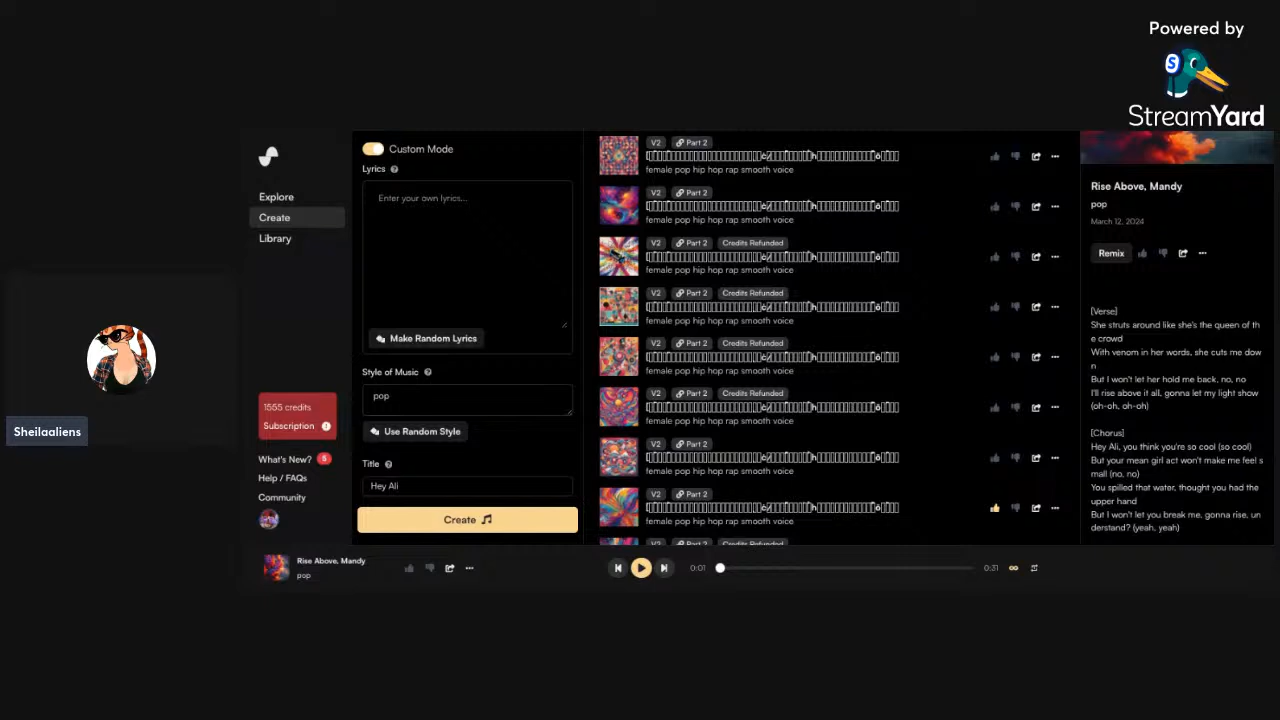 Powered by
StreamYard
Sheilaaliens
Explore
Create
Library
1555 credits
Subscription
What's New? 5
Help / FAQs
Community
Custom Mode
Lyrics
Enter your own lyrics...
Make Random Lyrics
Style of Music
pop
Use Random Style
Title
Hey Ali
Create
V2 Part 2
female pop hip hop rap smooth voice
V2 Part 2
female pop hip hop rap smooth voice
V2 Part 2 Credits Refunded
female pop hip hop rap smooth voice
V2 Part 2 Credits Refunded
female pop hip hop rap smooth voice
V2 Part 2 Credits Refunded
female pop hip hop rap smooth voice
V2 Part 2 Credits Refunded
female pop hip hop rap smooth voice
V2 Part 2
female pop hip hop rap smooth voice
V2 Part 2
female pop hip hop rap smooth voice
V2 Part 2 Credits Refunded
Rise Above, Mandy
pop
March 12, 2024
Remix
[Verse]
She struts around like she's the queen of th
e crowd
With venom in her words, she cuts me dow
n
But I won't let her hold me back, no, no
I'll rise above it all, gonna let my light show
(oh-oh, oh-oh)
[Chorus]
Hey Ali, you think you're so cool (so cool)
But your mean girl act won't make me feel s
mall (no, no)
You spilled that water, thought you had the
upper hand
But I won't let you break me, gonna rise, un
derstand? (yeah, yeah)
Rise Above, Mandy
pop
0:01
0:31